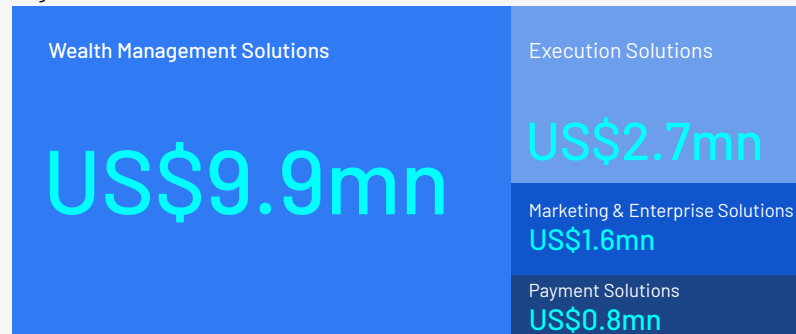 Wealth Management Solutions
US$9.9mn
Execution Solutions
US$2.7mn
Marketing & Enterprise Solutions
US$1.6mn
Payment Solutions
US$0.8mn